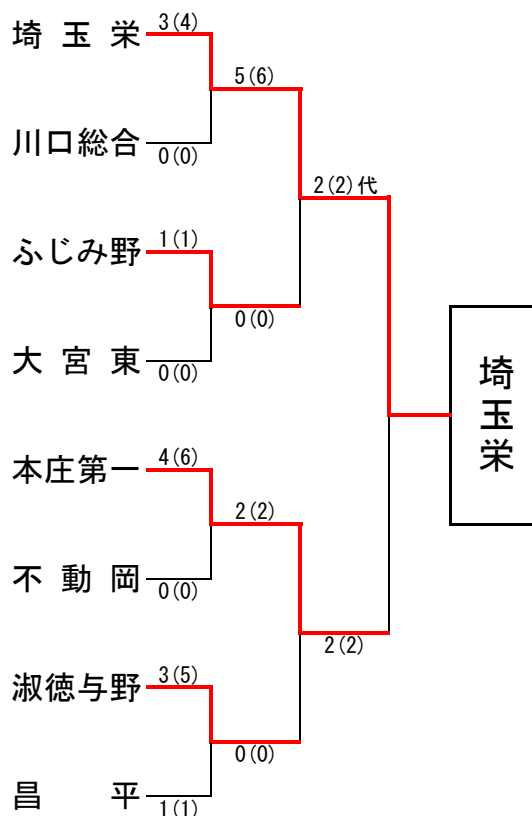 3(4)
埼玉栄
5(6)
川口総合
0(0)
2(2)代
1(1)
ふじみ野
0(0)
大宮東
0(0)
埼玉栄
4(6)
本庄第一
2(2)
不動岡
0(0)
2(2)
3(5)
淑徳与野
0(0)
昌平
1(1)